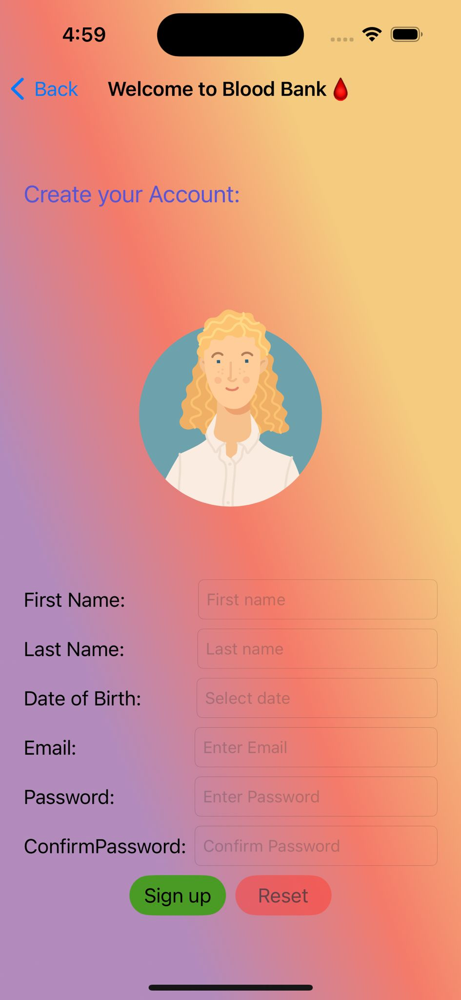 4:59
Back
Welcome to Blood Bank🩸
Create your Account:
First Name: First name
Last Name: Last name
Date of Birth: Select date
Email: Enter Email
Password: Enter Password
ConfirmPassword: Confirm Password
Sign up Reset